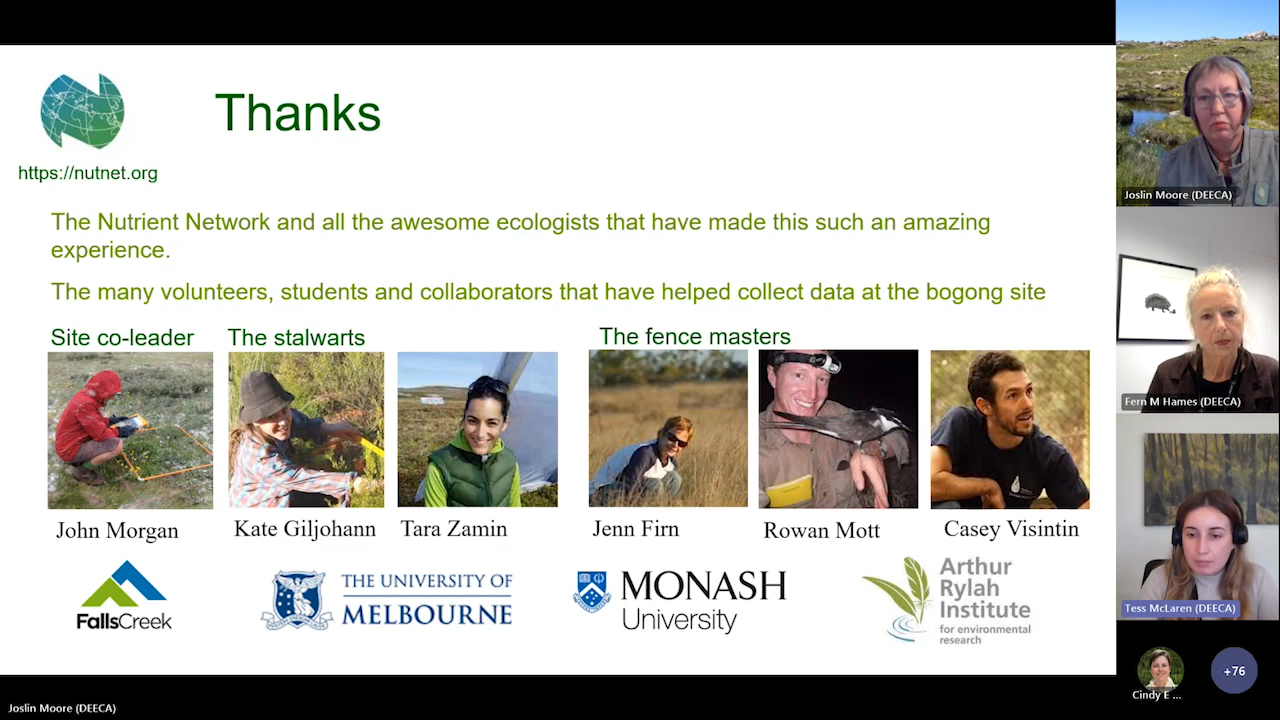 Thanks
https://nutnet.org
The Nutrient Network and all the awesome ecologists that have made this such an amazing
experience.
The many volunteers, students and collaborators that have helped collect data at the bogong site
Site co-leader
The stalwarts
The fence masters
John Morgan
Kate Giljohann
Tara Zamin
Jenn Firn
Rowan Mott
Casey Visintin
FallsCreek
THE UNIVERSITY OF
MELBOURNE
MONASH
University
Arthur
Rylah
Institute
for environmental
research
Joslin Moore (DEECA)
Fern M Hames (DEECA)
Tess McLaren (DEECA)
Cindy E ...
+76
Joslin Moore (DEECA)